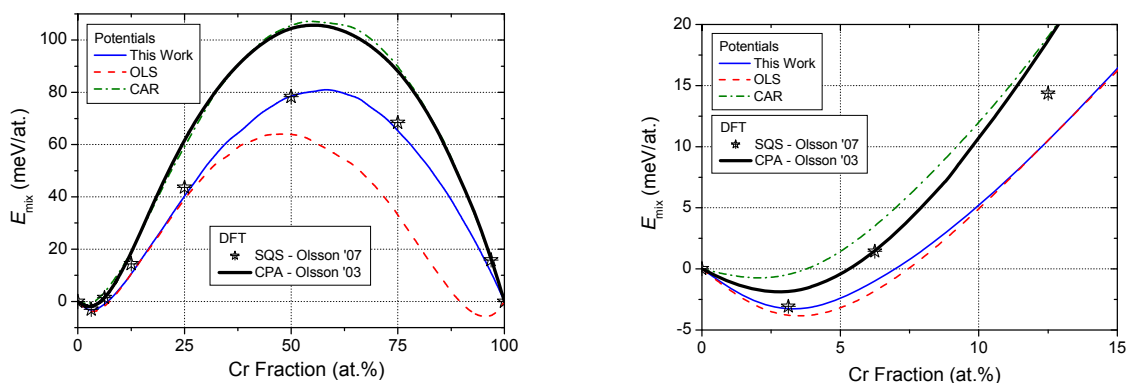 100
80
60
40
20
0
E_mix (meV/at.)
Potentials
This Work
OLS
CAR
DFT
SQS - Olsson '07
CPA - Olsson '03
0
25
50
75
100
Cr Fraction (at.%)
20
15
10
5
0
-5
E_mix (meV/at.)
Potentials
This Work
OLS
CAR
DFT
SQS - Olsson '07
CPA - Olsson '03
0
5
10
15
Cr Fraction (at.%)